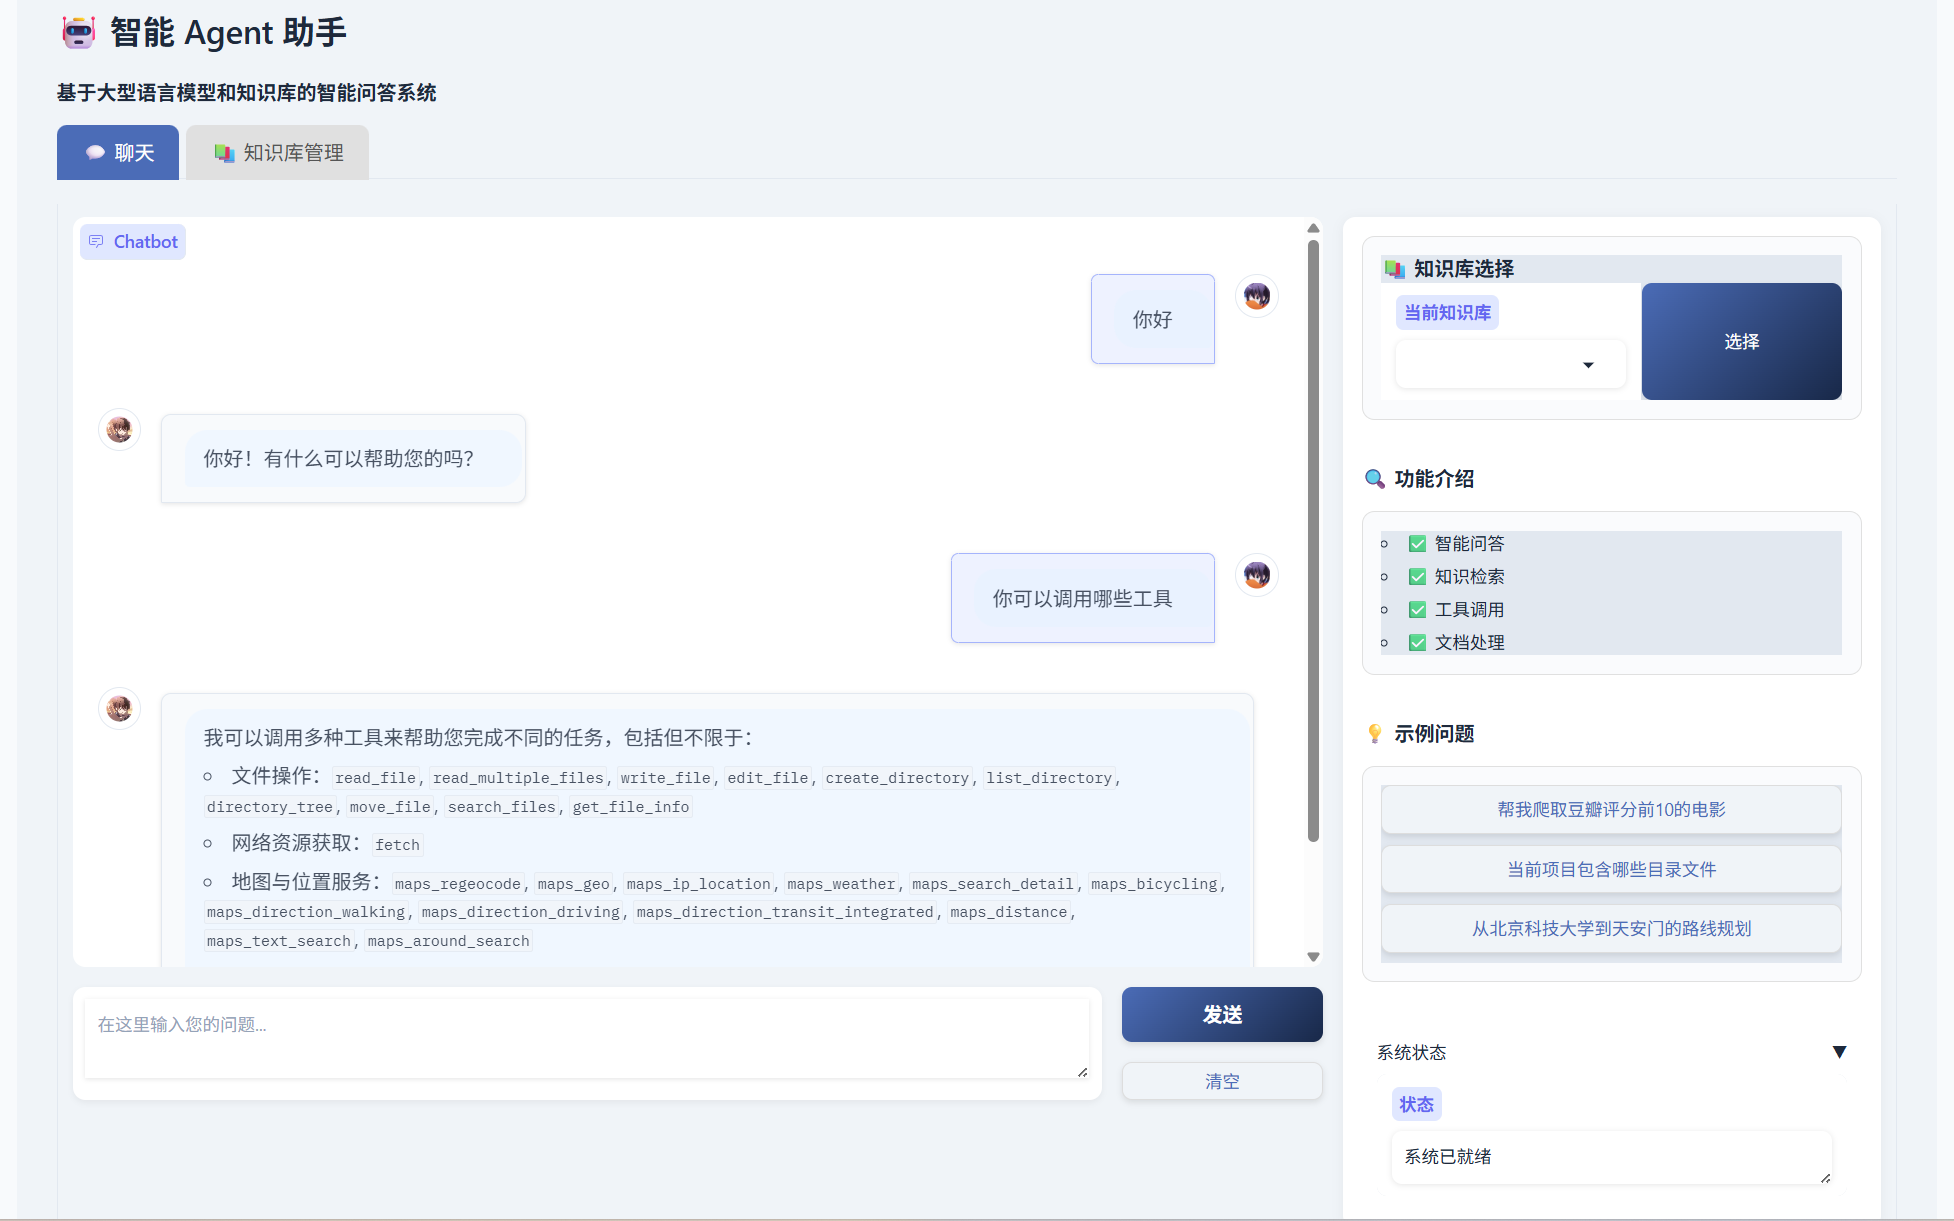 智能 Agent 助手
基于大型语言模型和知识库的智能问答系统
聊天
知识库管理
Chatbot
你好
你好！有什么可以帮助您的吗？
你可以调用哪些工具
我可以调用多种工具来帮助您完成不同的任务，包括但不限于：
文件操作： read_file, read_multiple_files, write_file, edit_file, create_directory, list_directory,
directory_tree, move_file, search_files, get_file_info
网络资源获取： fetch
地图与位置服务： maps_regeocode, maps_geo, maps_ip_location, maps_weather, maps_search_detail, maps_bicycling,
maps_direction_walking, maps_direction_driving, maps_direction_transit_integrated, maps_distance,
maps_text_search, maps_around_search
在这里输入您的问题...
发送
清空
知识库选择
当前知识库
选择
功能介绍
智能问答
知识检索
工具调用
文档处理
示例问题
帮我爬取豆瓣评分前10的电影
当前项目包含哪些目录文件
从北京科技大学到天安门的路线规划
系统状态
状态
系统已就绪